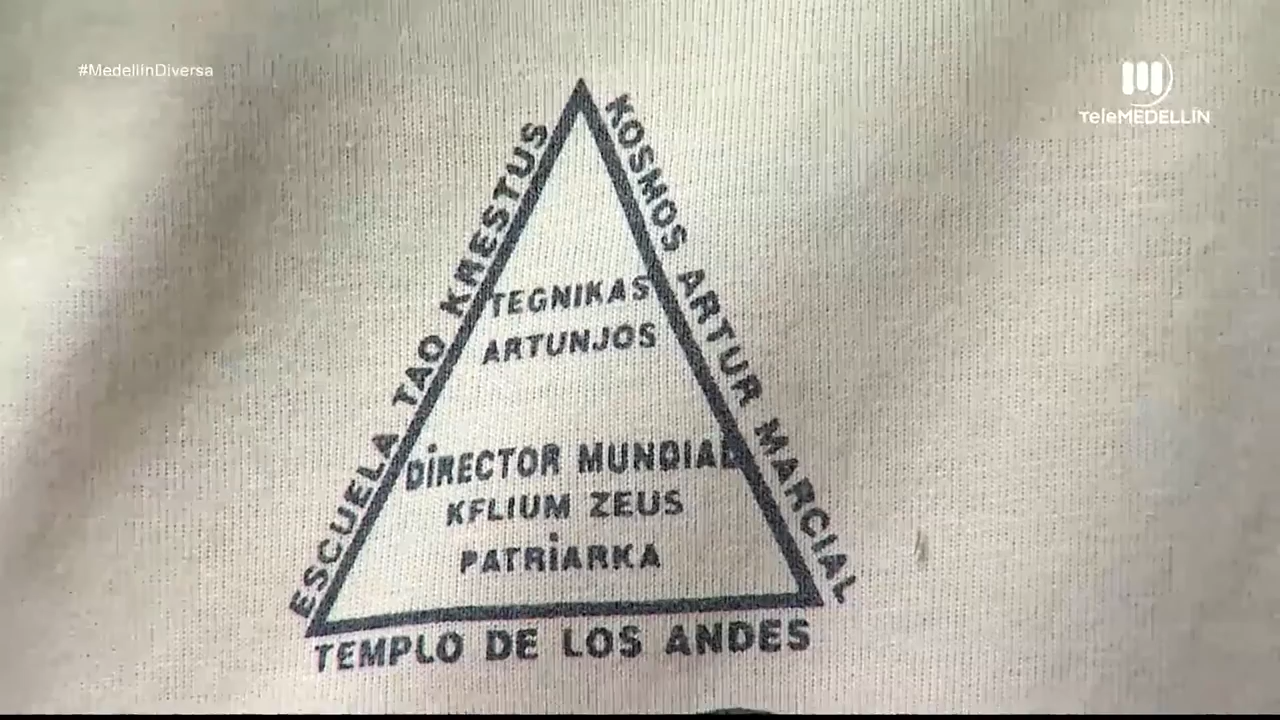 #MedellínDiversa
TeleMEDELLÍN
ESCUELA TAO KRESTUS
KOSMOS ARTUR MARCIAL
TEGNIKAS
ARTUNJOS
DIRECTOR MUNDIAL
KFLIUM ZEUS
PATRIARKA
TEMPLO DE LOS ANDES